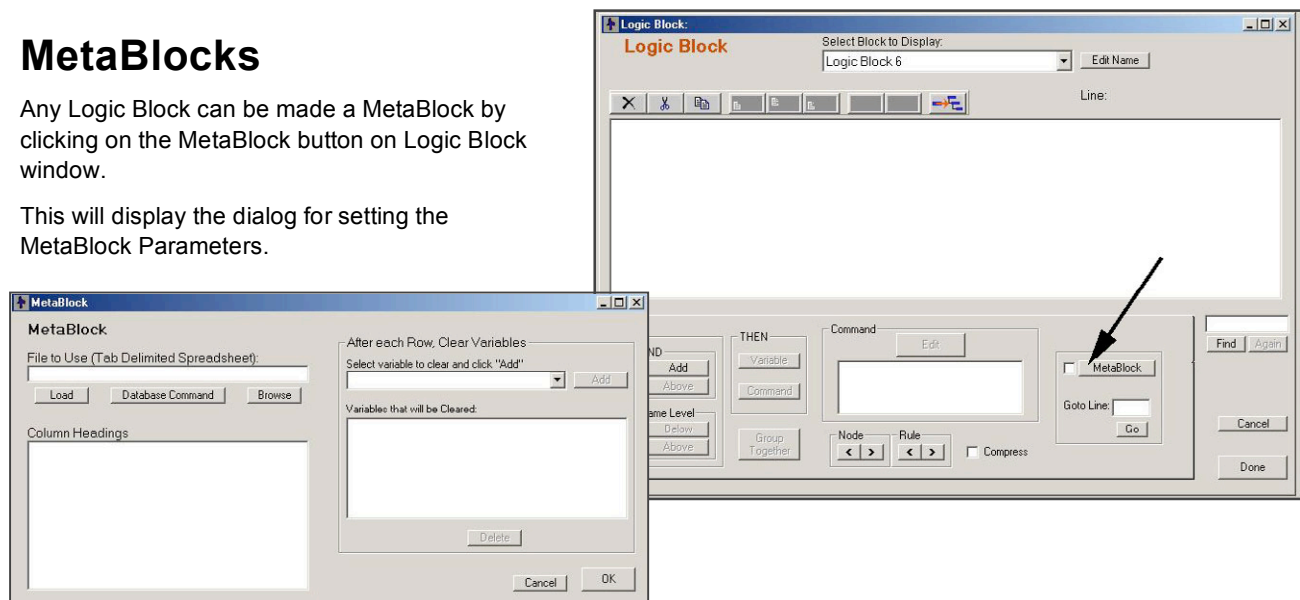 MetaBlocks
Any Logic Block can be made a MetaBlock by
clicking on the MetaBlock button on Logic Block
window.
This will display the dialog for setting the
MetaBlock Parameters.
Logic Block:
Logic Block
Select Block to Display:
Logic Block 6
Edit Name
Line:
ND
Add
Above
ame Level
Below
Above
THEN
Variable
Command
Group
Together
Command
Edit
Node
< >
Rule
< >
Compress
MetaBlock
Goto Line:
Go
Find
Again
Cancel
Done
MetaBlock
MetaBlock
File to Use (Tab Delimited Spreadsheet):
Load
Database Command
Browse
Column Headings
After each Row, Clear Variables
Select variable to clear and click "Add"
Add
Variables that will be Cleared:
Delete
Cancel
OK